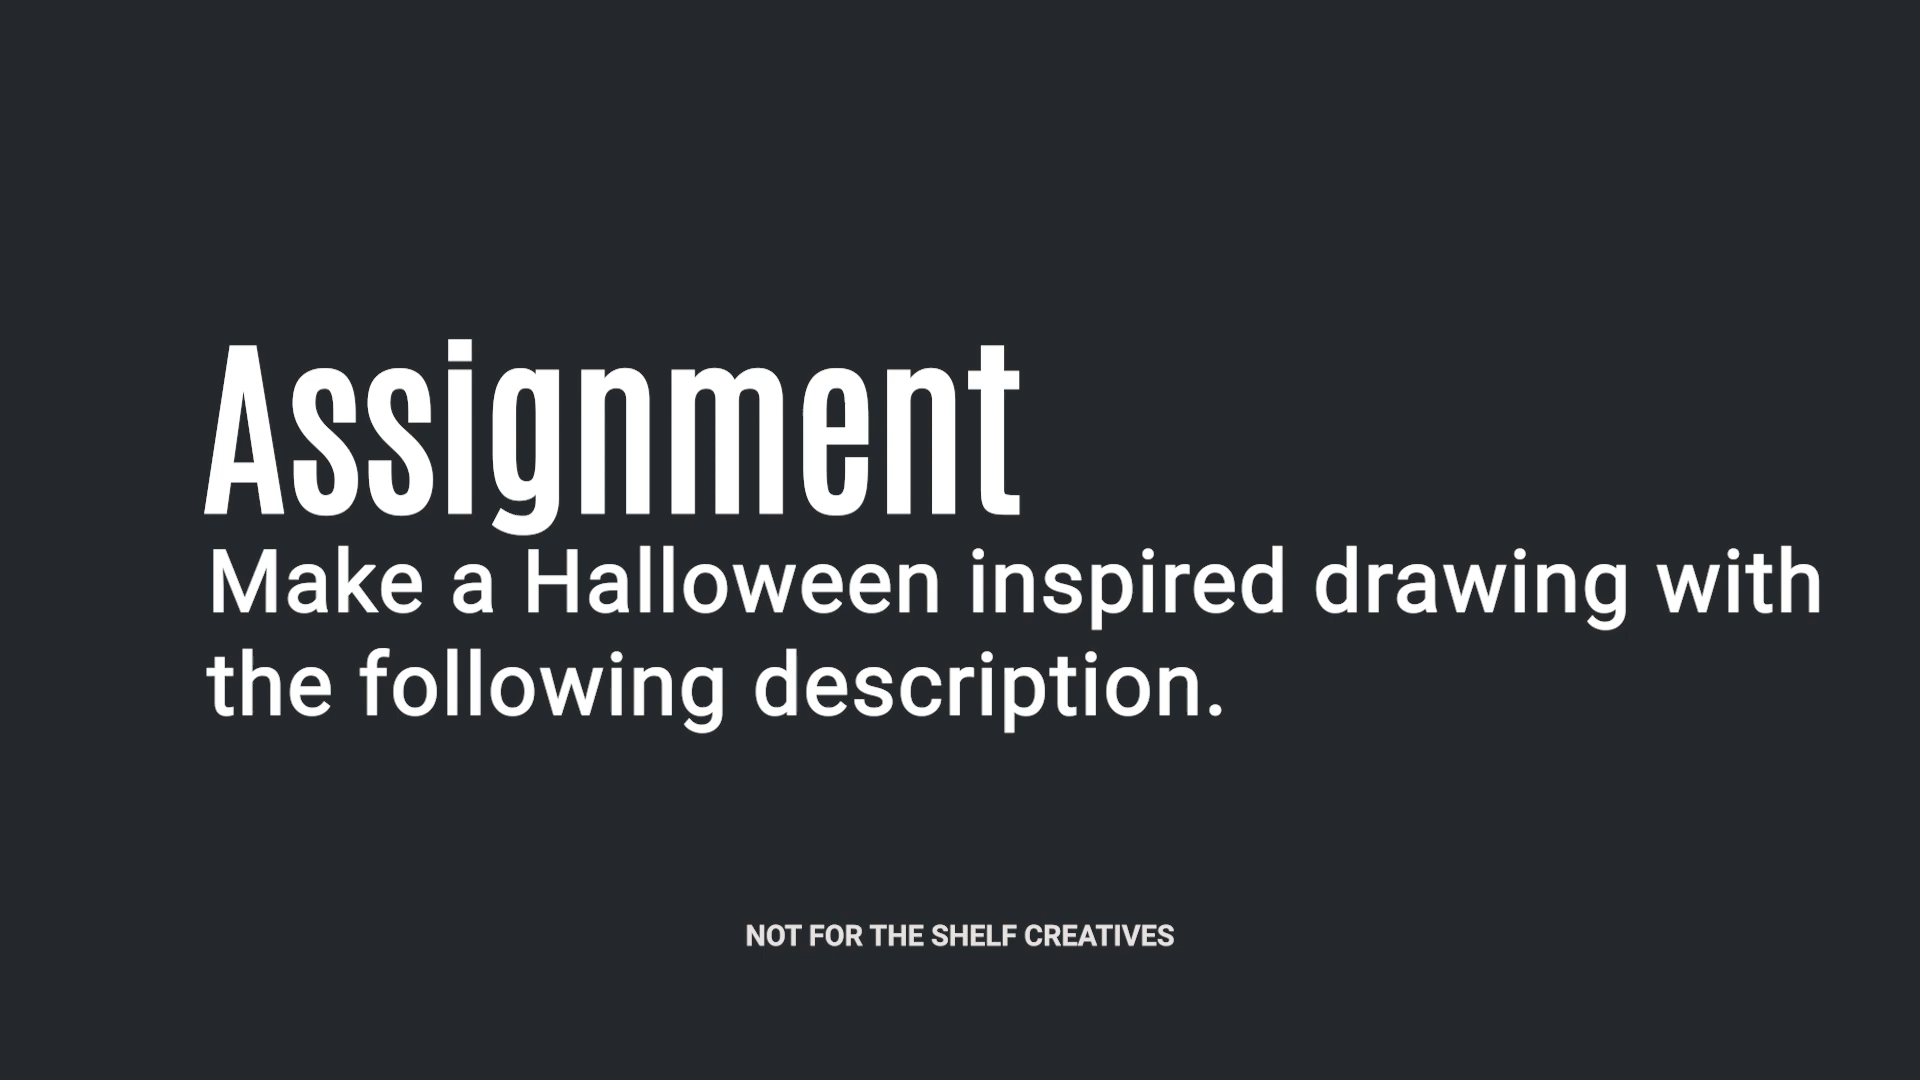 Assignment
Make a Halloween inspired drawing with
the following description.
NOT FOR THE SHELF CREATIVES